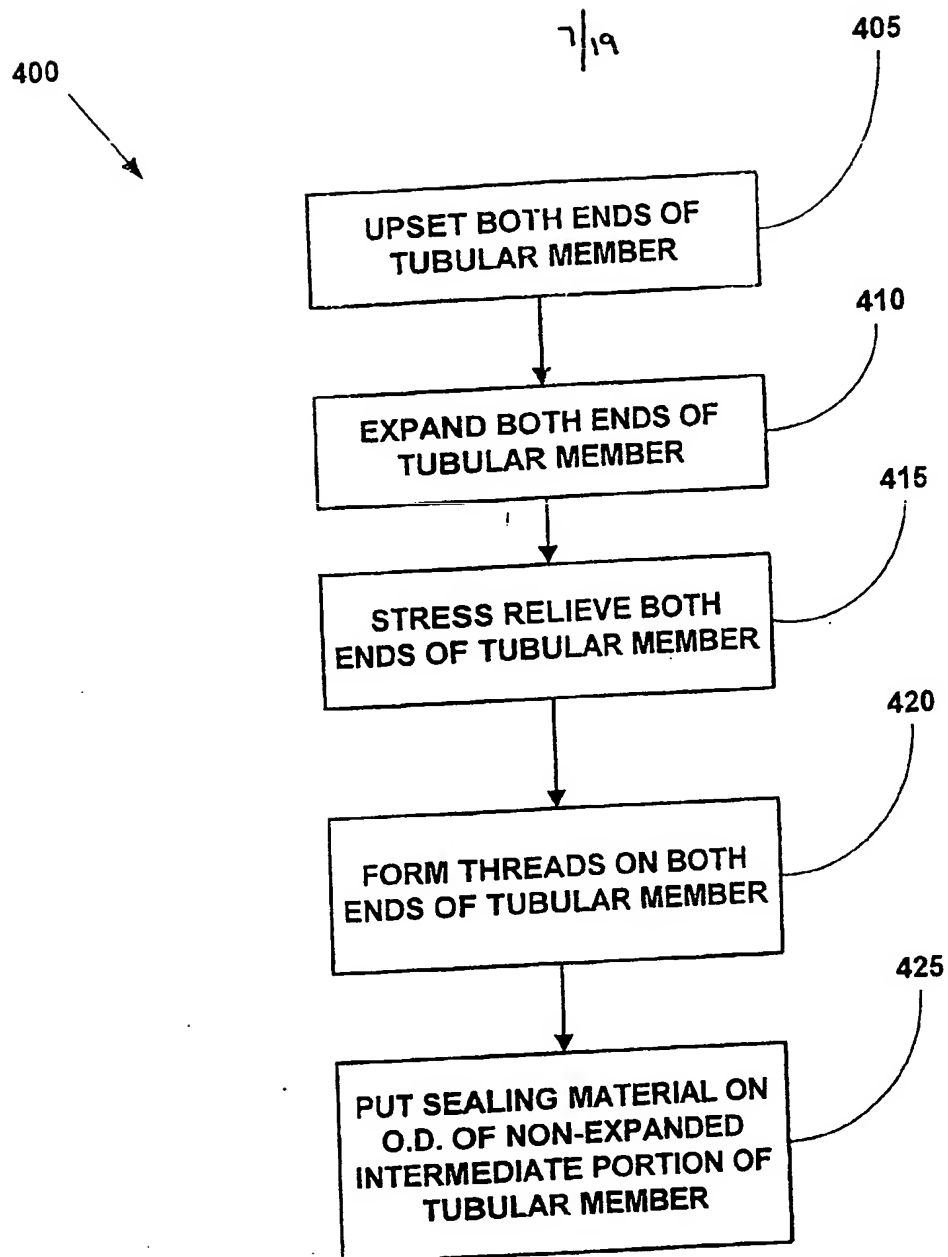 7/19
400
405
UPSET BOTH ENDS OF
TUBULAR MEMBER
410
EXPAND BOTH ENDS OF
TUBULAR MEMBER
415
STRESS RELIEVE BOTH
ENDS OF TUBULAR MEMBER
420
FORM THREADS ON BOTH
ENDS OF TUBULAR MEMBER
425
PUT SEALING MATERIAL ON
O.D. OF NON-EXPANDED
INTERMEDIATE PORTION OF
TUBULAR MEMBER